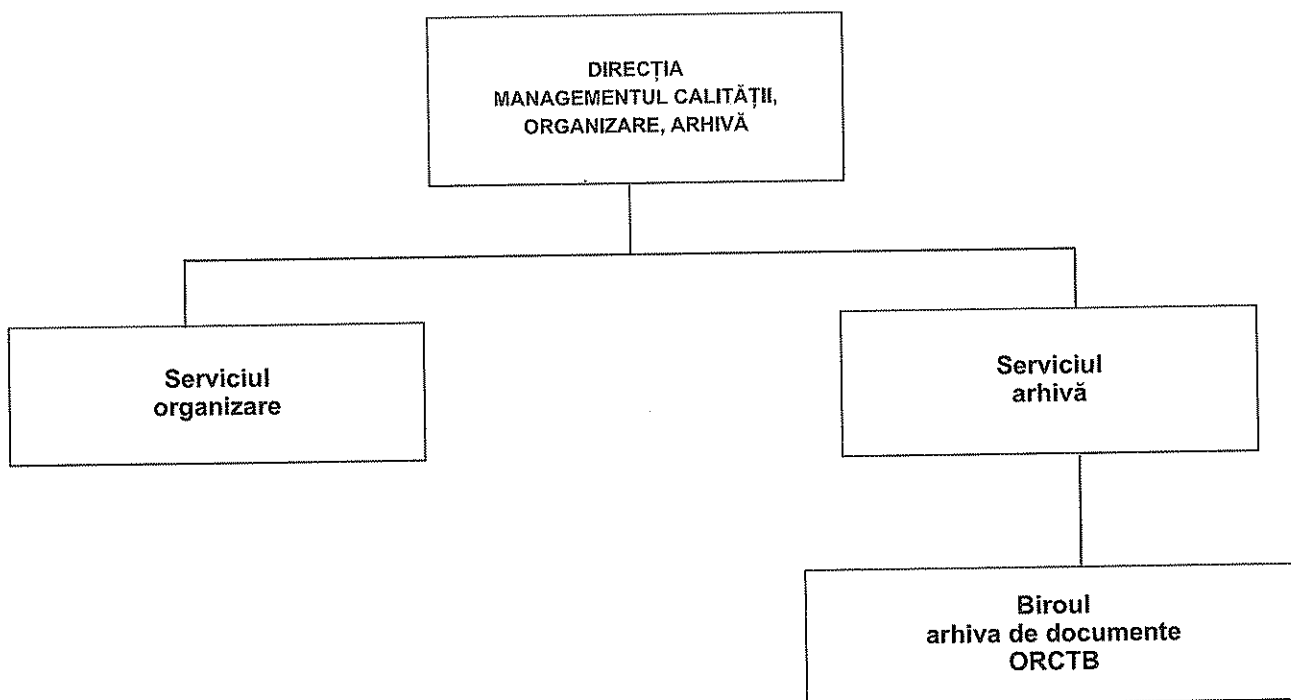 DIRECȚIA
MANAGEMENTUL CALITĂȚII,
ORGANIZARE, ARHIVĂ
Serviciul
organizare
Serviciul
arhivă
Biroul
arhiva de documente
ORCTB